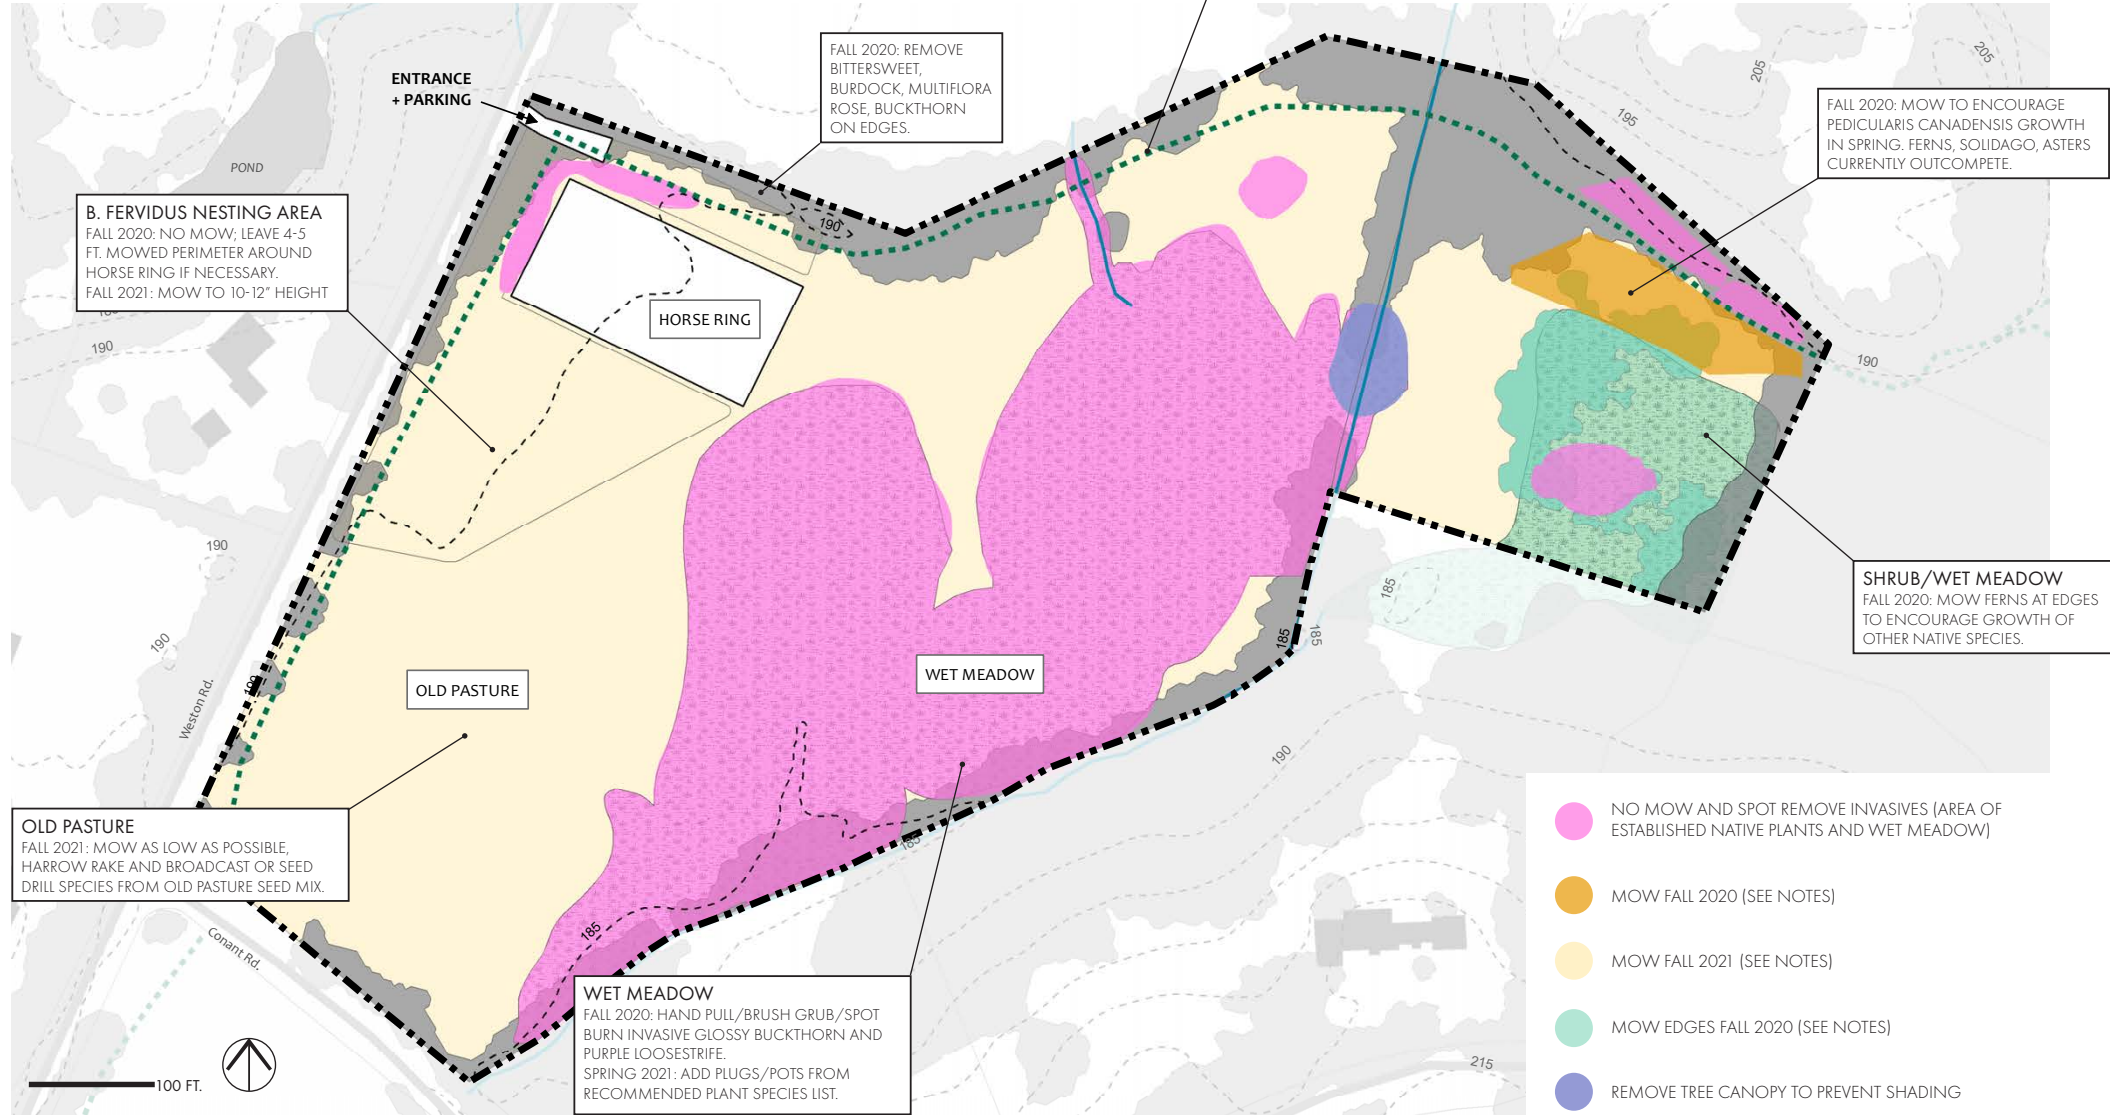 ENTRANCE
+ PARKING
FALL 2020: REMOVE
BITTERSWEET,
BURDOCK, MULTIFLORA
ROSE, BUCKTHORN
ON EDGES.
205
205
195
FALL 2020: MOW TO ENCOURAGE
PEDICULARIS CANADENSIS GROWTH
IN SPRING. FERNS, SOLIDAGO, ASTERS
CURRENTLY OUTCOMPETE.
POND
B. FERVIDUS NESTING AREA
FALL 2020: NO MOW; LEAVE 4-5
FT. MOWED PERIMETER AROUND
HORSE RING IF NECESSARY.
FALL 2021: MOW TO 10-12" HEIGHT
190
HORSE RING
190
190
190
190
190
Weston Rd.
185
185
185
SHRUB/WET MEADOW
FALL 2020: MOW FERNS AT EDGES
TO ENCOURAGE GROWTH OF
OTHER NATIVE SPECIES.
OLD PASTURE
WET MEADOW
190
OLD PASTURE
FALL 2021: MOW AS LOW AS POSSIBLE,
HARROW RAKE AND BROADCAST OR SEED
DRILL SPECIES FROM OLD PASTURE SEED MIX.
185
185
Conant Rd.
WET MEADOW
FALL 2020: HAND PULL/BRUSH GRUB/SPOT
BURN INVASIVE GLOSSY BUCKTHORN AND
PURPLE LOOSESTRIFE.
SPRING 2021: ADD PLUGS/POTS FROM
RECOMMENDED PLANT SPECIES LIST.
100 FT.
215
NO MOW AND SPOT REMOVE INVASIVES (AREA OF
ESTABLISHED NATIVE PLANTS AND WET MEADOW)
MOW FALL 2020 (SEE NOTES)
MOW FALL 2021 (SEE NOTES)
MOW EDGES FALL 2020 (SEE NOTES)
REMOVE TREE CANOPY TO PREVENT SHADING